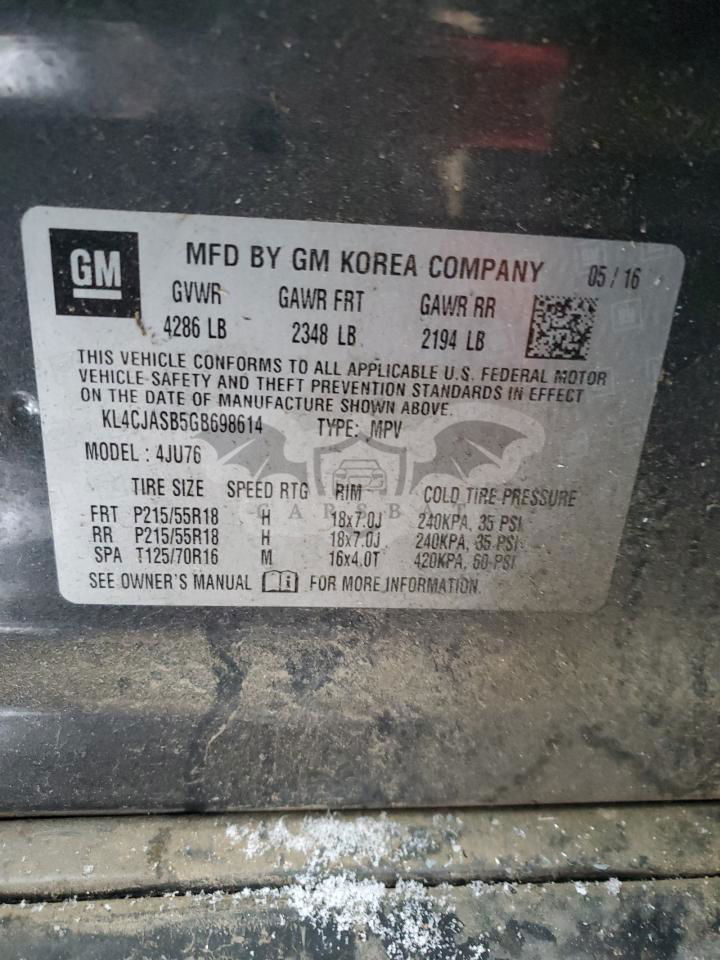 GM
MFD BY GM KOREA COMPANY 05 / 16
GVWR GAWR FRT GAWR RR
4286 LB 2348 LB 2194 LB
THIS VEHICLE CONFORMS TO ALL APPLICABLE U.S. FEDERAL MOTOR
VEHICLE-SAFETY AND THEFT PREVENTION STANDARDS IN EFFECT
ON THE DATE OF MANUFACTURE SHOWN ABOVE.
KL4CJASB5GB698614 TYPE: MPV
MODEL : 4JU76
TIRE SIZE SPEED RTG RIM COLD TIRE PRESSURE
FRT P215/55R18 H 18x7.0J 240KPA, 35 PSI
RR P215/55R18 H 18x7.0J 240KPA, 35 PSI
SPA T125/70R16 M 16x4.0T 420KPA, 60 PSI
SEE OWNER'S MANUAL FOR MORE INFORMATION.